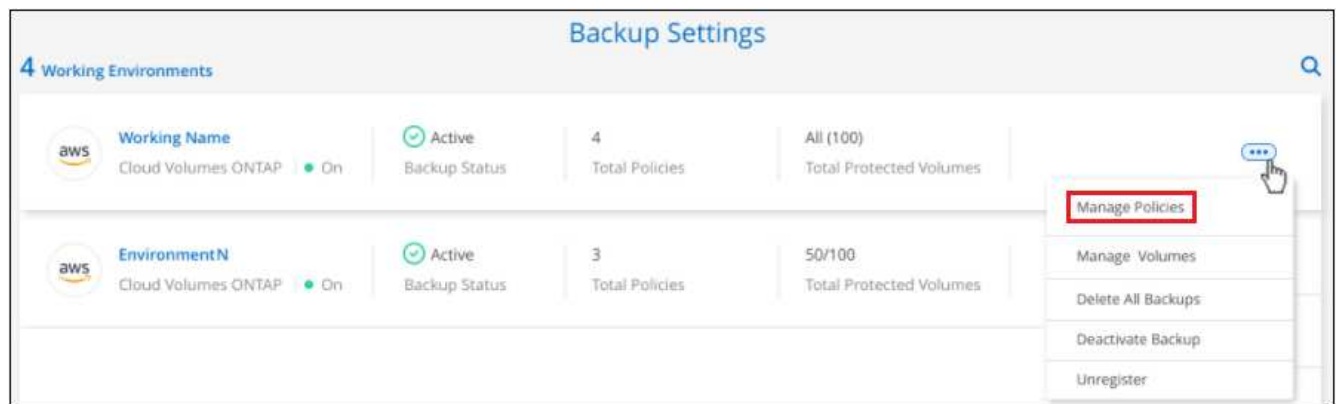 Backup Settings
4 Working Environments
aws
Working Name
Cloud Volumes ONTAP
On
Active
Backup Status
4
Total Policies
All (100)
Total Protected Volumes
Manage Policies
Manage Volumes
Delete All Backups
Deactivate Backup
Unregister
aws
EnvironmentN
Cloud Volumes ONTAP
On
Active
Backup Status
3
Total Policies
50/100
Total Protected Volumes